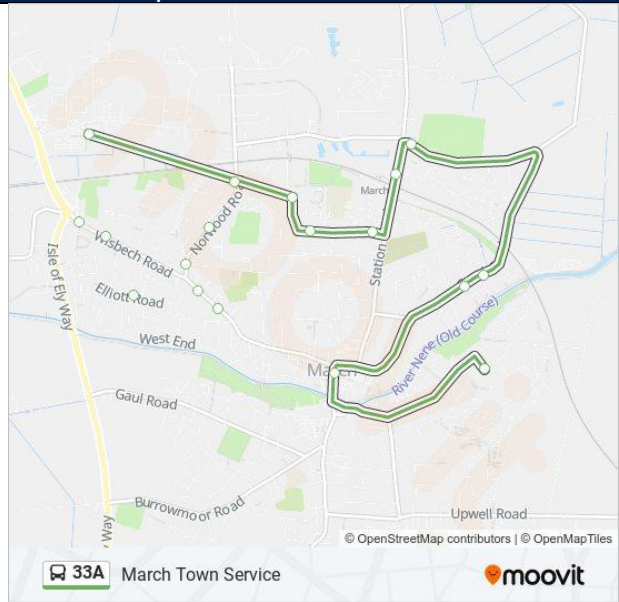 March
Norwood Road
Wisbech Road
Isle of Ely Way
Station
Elliott Road
West End
River Nene (Old Course)
March
Gaul Road
Burrowmoor Road
Upwell Road
Way
© OpenStreetMap contributors | © OpenMapTiles
33A March Town Service
moovit